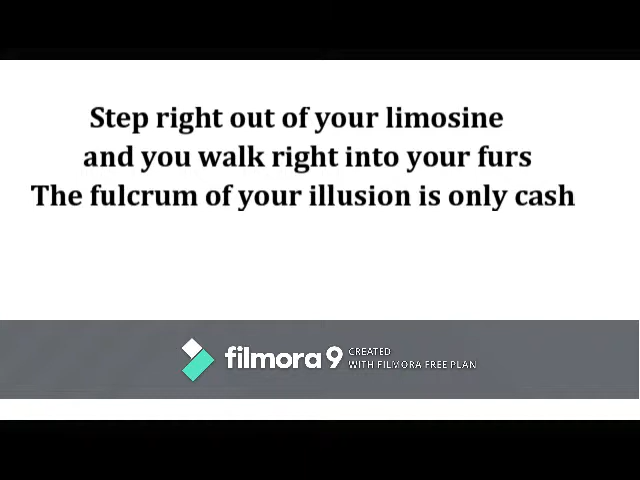 Step right out of your limosine
and you walk right into your furs
The fulcrum of your illusion is only cash
filmora 9 CREATED
WITH FILMORA FREE PLAN